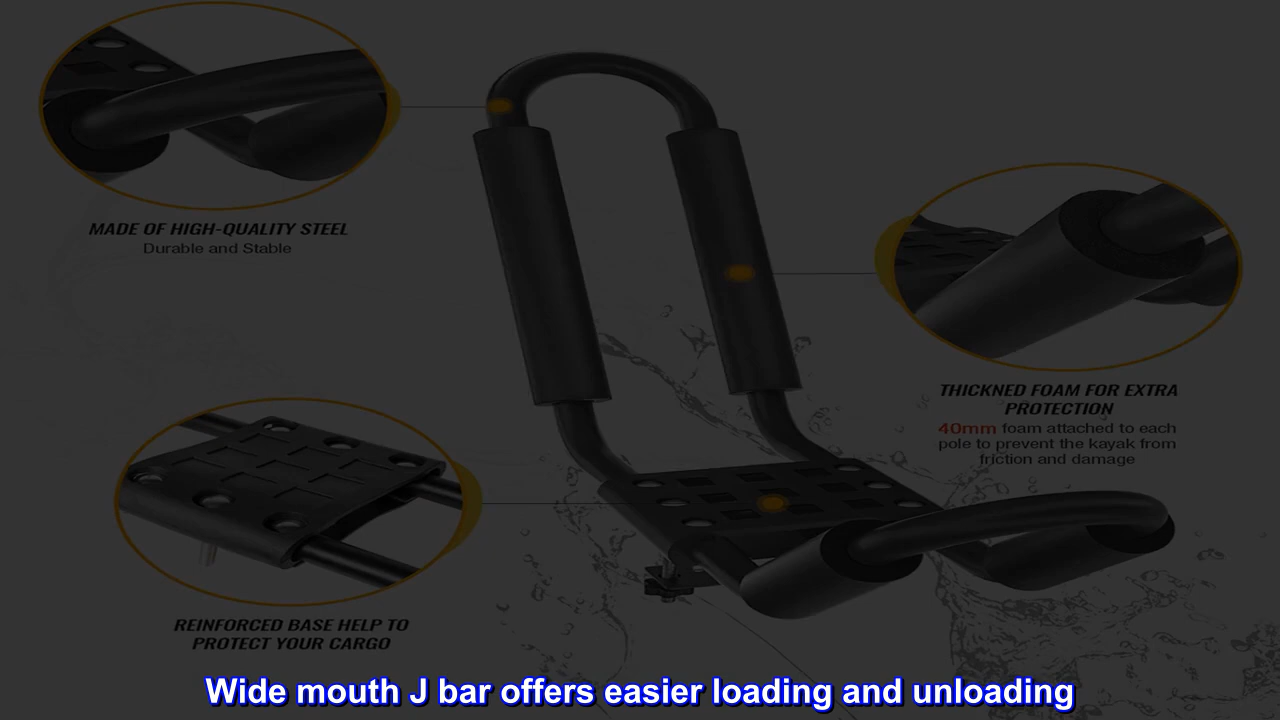 MADE OF HIGH-QUALITY STEEL
Durable and Stable
THICKNED FOAM FOR EXTRA
PROTECTION
40mm foam attached to each
pole to prevent the kayak from
friction and damage
REINFORCED BASE HELP TO
PROTECT YOUR CARGO
Wide mouth J bar offers easier loading and unloading